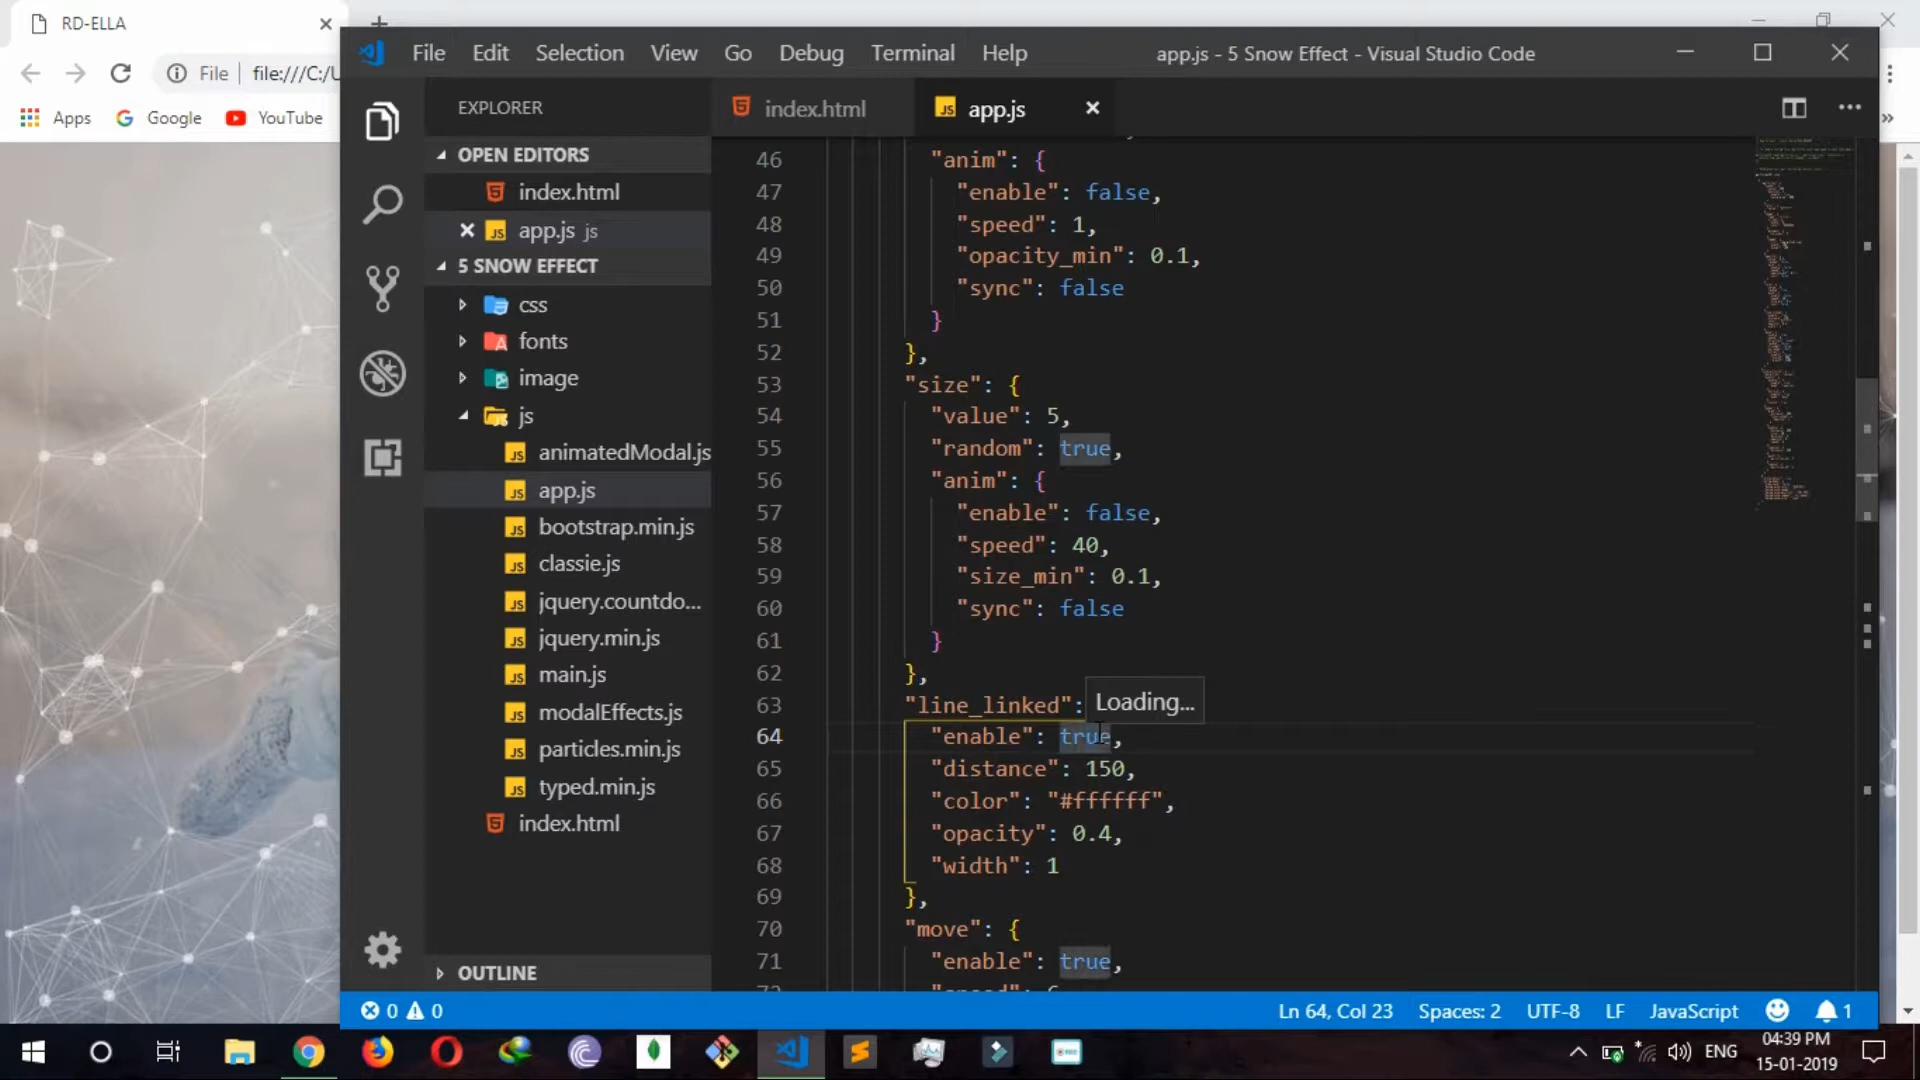 RD-ELLA
File file:///C:/U
Apps Google YouTube
File Edit Selection View Go Debug Terminal Help app.js - 5 Snow Effect - Visual Studio Code
EXPLORER
OPEN EDITORS
index.html
app.js js
5 SNOW EFFECT
css
fonts
image
js
animatedModal.js
app.js
bootstrap.min.js
classie.js
jquery.countdo...
jquery.min.js
main.js
modalEffects.js
particles.min.js
typed.min.js
index.html
OUTLINE
index.html app.js
46 "anim": {
47 "enable": false,
48 "speed": 1,
49 "opacity_min": 0.1,
50 "sync": false
51 }
52 },
53 "size": {
54 "value": 5,
55 "random": true,
56 "anim": {
57 "enable": false,
58 "speed": 40,
59 "size_min": 0.1,
60 "sync": false
61 }
62 },
63 "line_linked":
Loading...
64 "enable": true,
65 "distance": 150,
66 "color": "#ffffff",
67 "opacity": 0.4,
68 "width": 1
69 },
70 "move": {
71 "enable": true,
0 0 Ln 64, Col 23 Spaces: 2 UTF-8 LF JavaScript 1
ENG
04:39 PM
15-01-2019